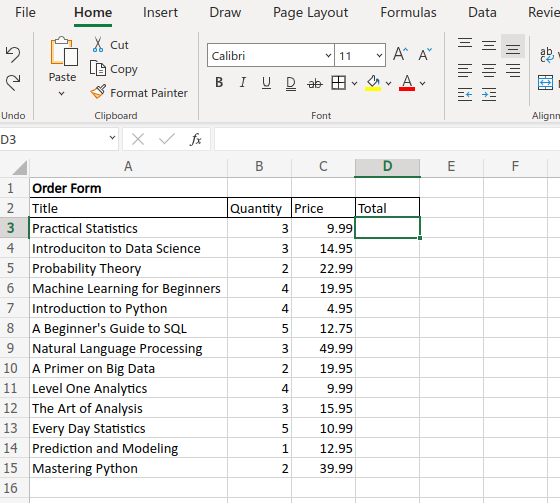 File Home Insert Draw Page Layout Formulas Data Revie
Cut
Copy
Paste
Format Painter
Calibri 11 A A
B I U D ab A
ab
Undo Clipboard Font Alignn
D3 fx
A B C D E F
1 Order Form
2 Title Quantity Price Total
3 Practical Statistics 3 9.99
4 Introduciton to Data Science 3 14.95
5 Probability Theory 2 22.99
6 Machine Learning for Beginners 4 19.95
7 Introduction to Python 4 4.95
8 A Beginner's Guide to SQL 5 12.75
9 Natural Language Processing 3 49.99
10 A Primer on Big Data 2 19.95
11 Level One Analytics 4 9.99
12 The Art of Analysis 3 15.95
13 Every Day Statistics 5 10.99
14 Prediction and Modeling 1 12.95
15 Mastering Python 2 39.99
16